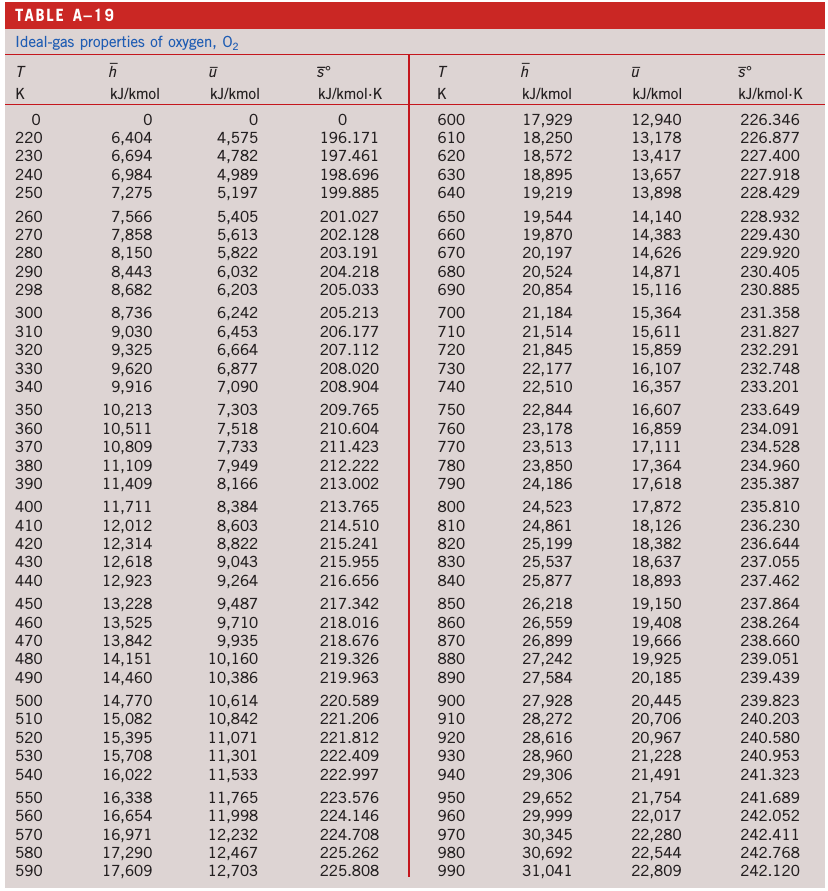 TABLE A–19
Ideal-gas properties of oxygen, O₂
T h̄ ū s̄° T h̄ ū s̄°
K kJ/kmol kJ/kmol kJ/kmol·K K kJ/kmol kJ/kmol kJ/kmol·K
0 0 0 0 600 17,929 12,940 226.346
220 6,404 4,575 196.171 610 18,250 13,178 226.877
230 6,694 4,782 197.461 620 18,572 13,417 227.400
240 6,984 4,989 198.696 630 18,895 13,657 227.918
250 7,275 5,197 199.885 640 19,219 13,898 228.429
260 7,566 5,405 201.027 650 19,544 14,140 228.932
270 7,858 5,613 202.128 660 19,870 14,383 229.430
280 8,150 5,822 203.191 670 20,197 14,626 229.920
290 8,443 6,032 204.218 680 20,524 14,871 230.405
298 8,682 6,203 205.033 690 20,854 15,116 230.885
300 8,736 6,242 205.213 700 21,184 15,364 231.358
310 9,030 6,453 206.177 710 21,514 15,611 231.827
320 9,325 6,664 207.112 720 21,845 15,859 232.291
330 9,620 6,877 208.020 730 22,177 16,107 232.748
340 9,916 7,090 208.904 740 22,510 16,357 233.201
350 10,213 7,303 209.765 750 22,844 16,607 233.649
360 10,511 7,518 210.604 760 23,178 16,859 234.091
370 10,809 7,733 211.423 770 23,513 17,111 234.528
380 11,109 7,949 212.222 780 23,850 17,364 234.960
390 11,409 8,166 213.002 790 24,186 17,618 235.387
400 11,711 8,384 213.765 800 24,523 17,872 235.810
410 12,012 8,603 214.510 810 24,861 18,126 236.230
420 12,314 8,822 215.241 820 25,199 18,382 236.644
430 12,618 9,043 215.955 830 25,537 18,637 237.055
440 12,923 9,264 216.656 840 25,877 18,893 237.462
450 13,228 9,487 217.342 850 26,218 19,150 237.864
460 13,525 9,710 218.016 860 26,559 19,408 238.264
470 13,842 9,935 218.676 870 26,899 19,666 238.660
480 14,151 10,160 219.326 880 27,242 19,925 239.051
490 14,460 10,386 219.963 890 27,584 20,185 239.439
500 14,770 10,614 220.589 900 27,928 20,445 239.823
510 15,082 10,842 221.206 910 28,272 20,706 240.203
520 15,395 11,071 221.812 920 28,616 20,967 240.580
530 15,708 11,301 222.409 930 28,960 21,228 240.953
540 16,022 11,533 222.997 940 29,306 21,491 241.323
550 16,338 11,765 223.576 950 29,652 21,754 241.689
560 16,654 11,998 224.146 960 29,999 22,017 242.052
570 16,971 12,232 224.708 970 30,345 22,280 242.411
580 17,290 12,467 225.262 980 30,692 22,544 242.768
590 17,609 12,703 225.808 990 31,041 22,809 242.120